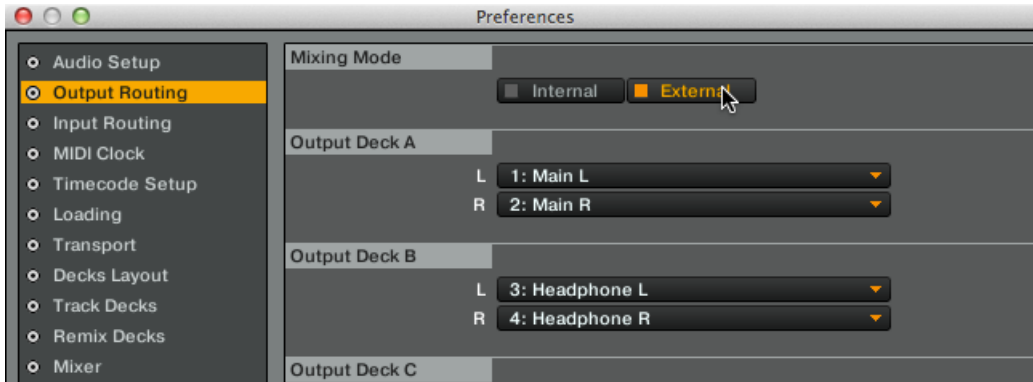 Preferences
Audio Setup
Output Routing
Input Routing
MIDI Clock
Timecode Setup
Loading
Transport
Decks Layout
Track Decks
Remix Decks
Mixer
Mixing Mode
Internal
External
Output Deck A
L 1: Main L
R 2: Main R
Output Deck B
L 3: Headphone L
R 4: Headphone R
Output Deck C